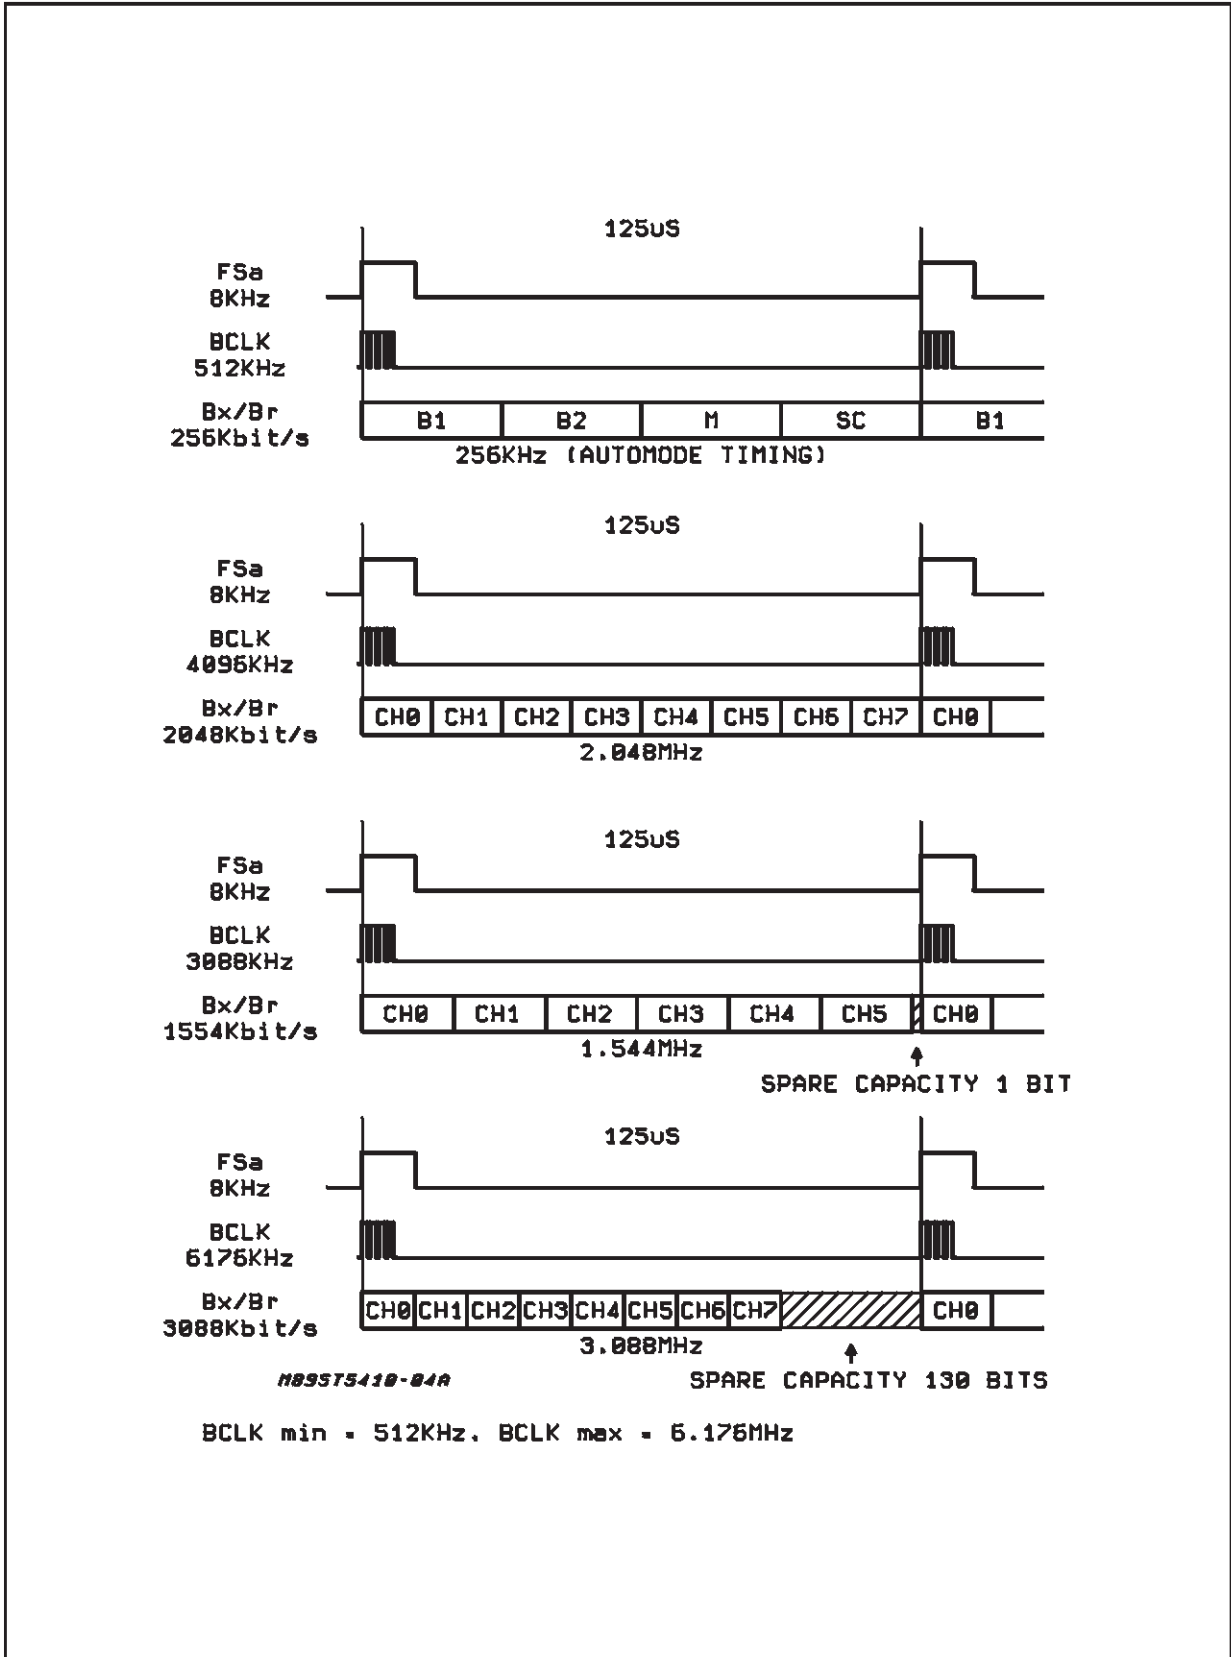 125uS
FSa
8KHz
BCLK
512KHz
Bx/Br
256Kbit/s
B1 B2 M SC B1
256KHz (AUTOMODE TIMING)
125uS
FSa
8KHz
BCLK
4096KHz
Bx/Br
2048Kbit/s
CH0 CH1 CH2 CH3 CH4 CH5 CH6 CH7 CH0
2.048MHz
125uS
FSa
8KHz
BCLK
3088KHz
Bx/Br
1554Kbit/s
CH0 CH1 CH2 CH3 CH4 CH5 CH0
1.544MHz
SPARE CAPACITY 1 BIT
125uS
FSa
8KHz
BCLK
6176KHz
Bx/Br
3088Kbit/s
CH0 CH1 CH2 CH3 CH4 CH5 CH6 CH7 CH0
3.088MHz
M89ST5410-04A
SPARE CAPACITY 130 BITS
BCLK min = 512KHz. BCLK max = 6.176MHz